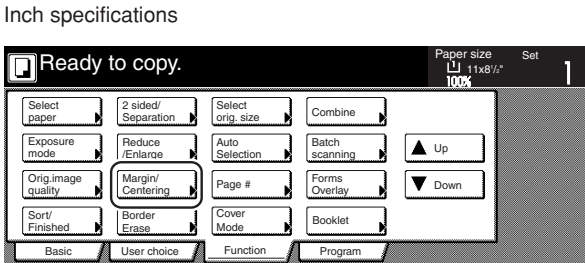 Inch specifications
Ready to copy.
Paper size
Set
11x8½"
100%
1
Select
paper
2 sided/
Separation
Select
orig. size
Combine
Exposure
mode
Reduce
/Enlarge
Auto
Selection
Batch
scanning
Up
Orig.image
quality
Margin/
Centering
Page #
Forms
Overlay
Down
Sort/
Finished
Border
Erase
Cover
Mode
Booklet
Basic
User choice
Function
Program